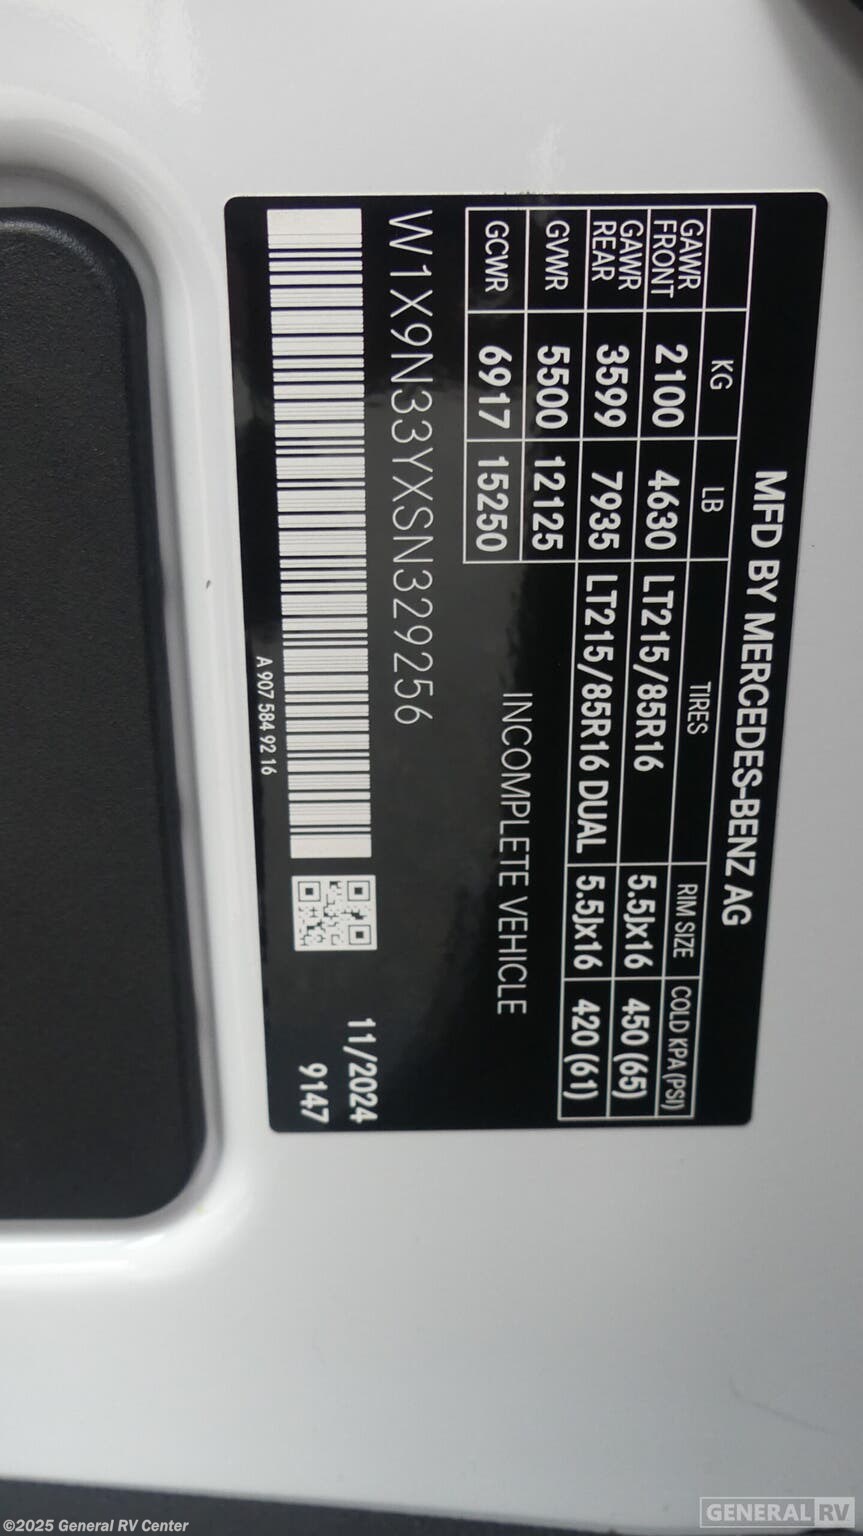 MFD BY MERCEDES-BENZ AG
KG LB TIRES RIM SIZE COLD KPA (PSI)
GAWR FRONT 2100 4630 LT215/85R16 5.5Jx16 450 (65)
GAWR REAR 3599 7935 LT215/85R16 DUAL 5.5Jx16 420 (61)
GVWR 5500 12125
GCWR 6917 15250
INCOMPLETE VEHICLE
W1X9N33YXSN329256
11/2024
9147
A 907 584 92 16
©2025 General RV Center
GENERAL RV